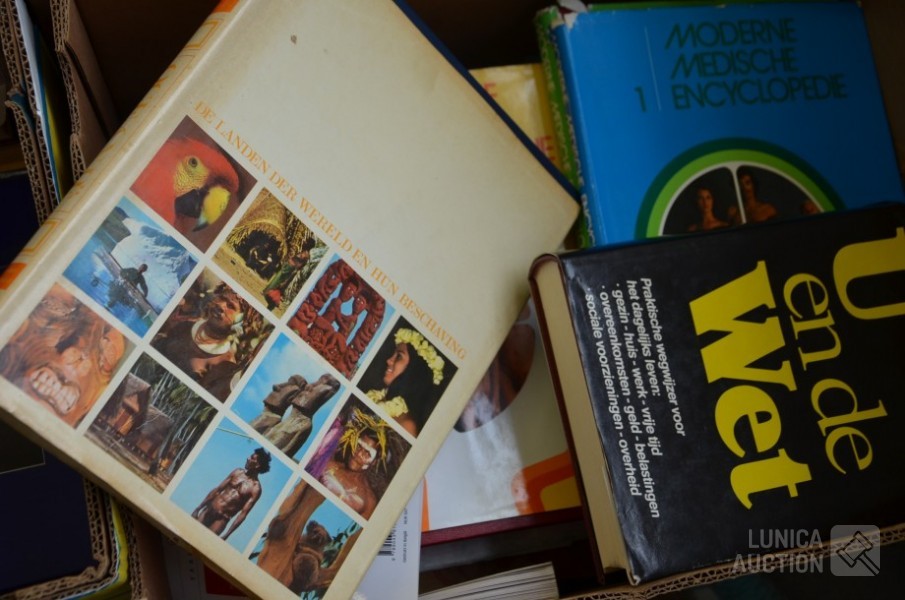 DE LANDEN DER WERELD EN HUN BESCHAVING
MODERNE
MEDISCHE
1 ENCYCLOPEDIE
U
en de
Wet
Praktische wegwijzer voor
het dagelijks leven:
· gezin - huis - werk - vrije tijd
· overeenkomsten - geld - belastingen
· sociale voorzieningen - overheid
LUNICA
AUCTION